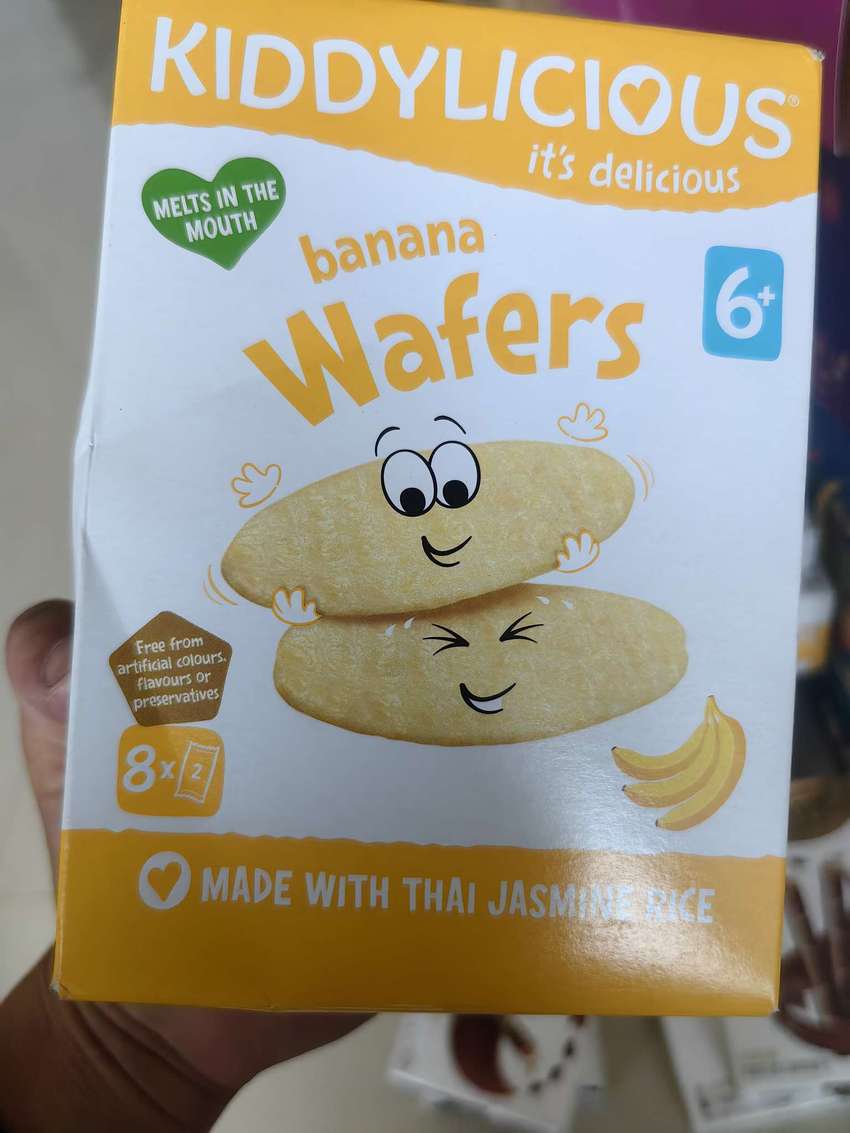 KIDDYLICIOUS®
it's delicious
MELTS IN THE
MOUTH
banana
Wafers
6+
Free from
artificial colours,
flavours or
preservatives
8x 2
MADE WITH THAI JASMINE RICE